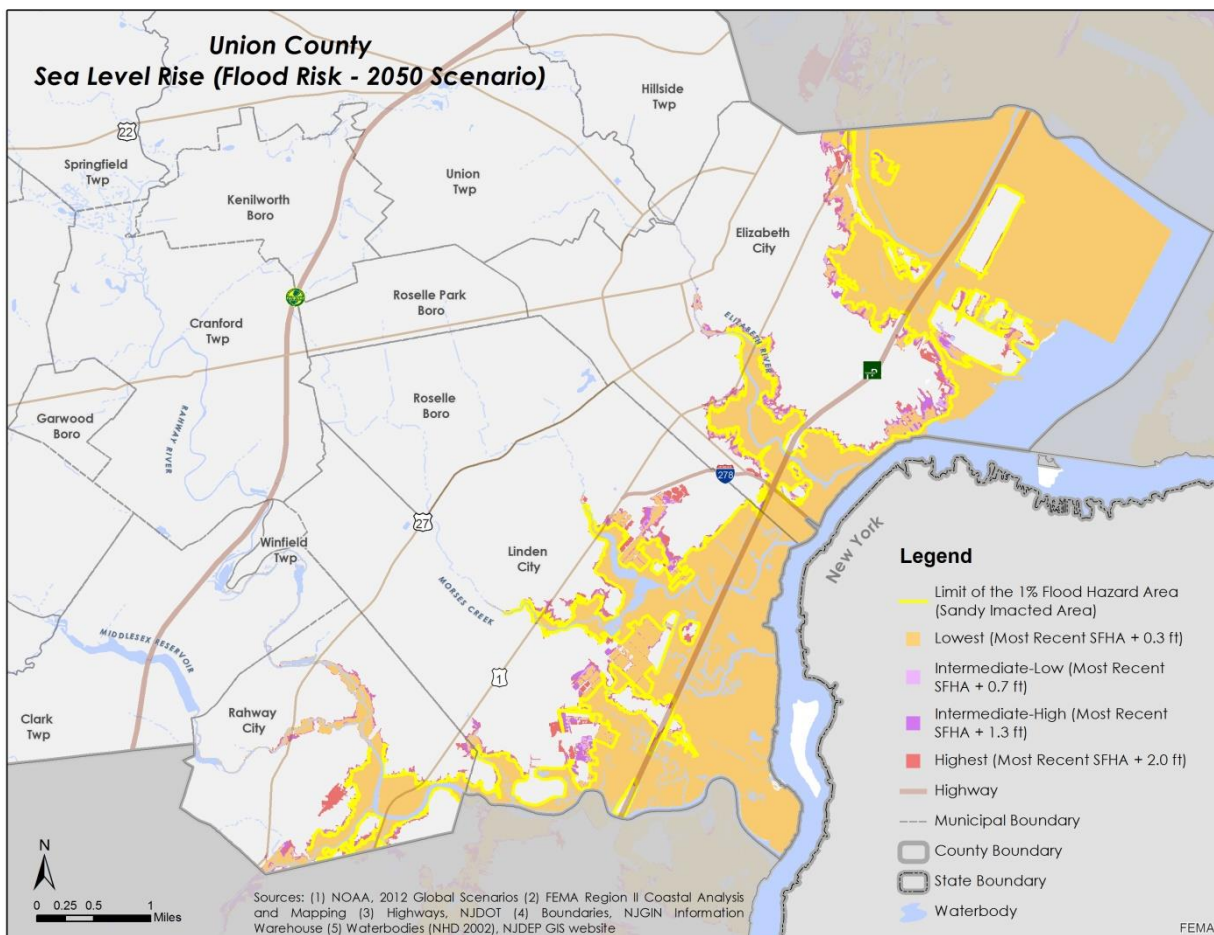 Union County
Sea Level Rise (Flood Risk - 2050 Scenario)
Hillside
Twp
22
Springfield
Twp
Kenilworth
Boro
Union
Twp
Elizabeth
City
Roselle Park
Boro
Cranford
Twp
ELIZABETH RIVER
Garwood
Boro
RAHWAY RIVER
Roselle
Boro
278
27
Winfield
Twp
Linden
City
MORSES CREEK
MIDDLESEX RESERVOIR
1
Clark
Twp
Rahway
City
New York
Legend
Limit of the 1% Flood Hazard Area
(Sandy Imacted Area)
Lowest (Most Recent SFHA + 0.3 ft)
Intermediate-Low (Most Recent
SFHA + 0.7 ft)
Intermediate-High (Most Recent
SFHA + 1.3 ft)
Highest (Most Recent SFHA + 2.0 ft)
Highway
Municipal Boundary
County Boundary
State Boundary
Waterbody
N
0 0.25 0.5 1
Miles
Sources: (1) NOAA, 2012 Global Scenarios (2) FEMA Region II Coastal Analysis
and Mapping (3) Highways, NJDOT (4) Boundaries, NJGIN Information
Warehouse (5) Waterbodies (NHD 2002), NJDEP GIS website
FEMA